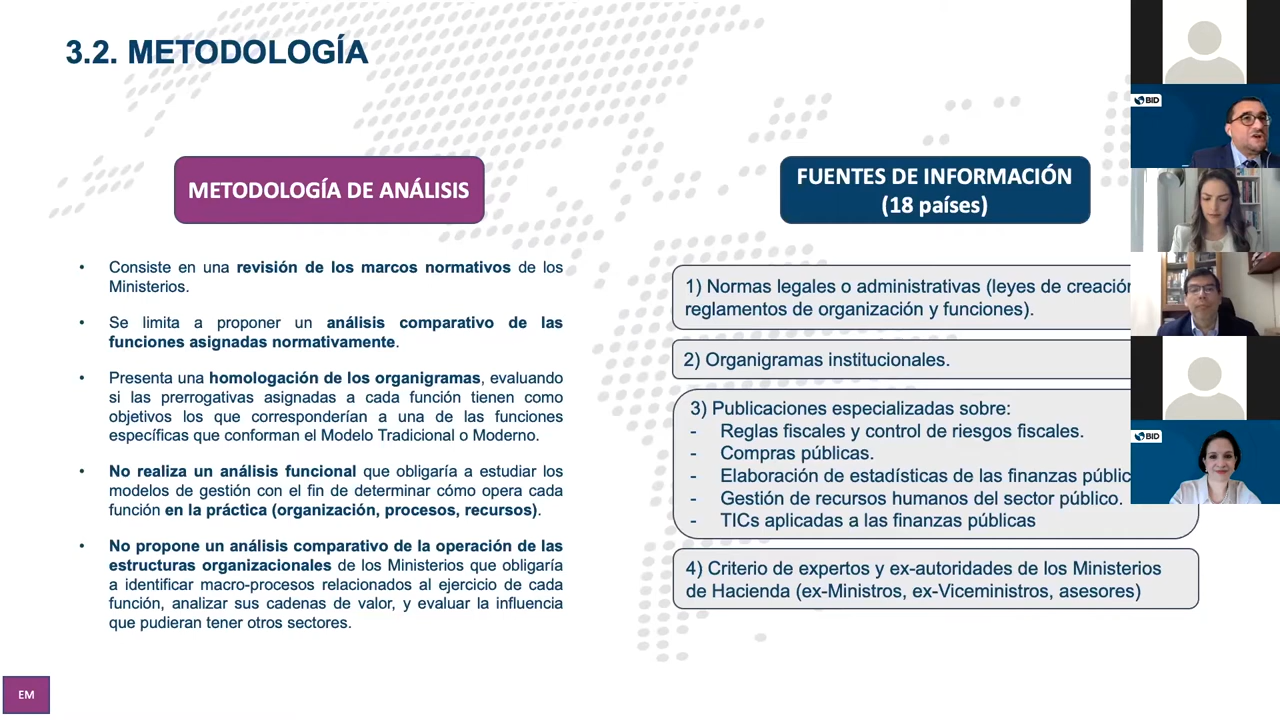 3.2. METODOLOGÍA
METODOLOGÍA DE ANÁLISIS
• Consiste en una revisión de los marcos normativos de los
Ministerios.
• Se limita a proponer un análisis comparativo de las
funciones asignadas normativamente.
• Presenta una homologación de los organigramas, evaluando
si las prerrogativas asignadas a cada función tienen como
objetivos los que corresponderían a una de las funciones
específicas que conforman el Modelo Tradicional o Moderno.
• No realiza un análisis funcional que obligaría a estudiar los
modelos de gestión con el fin de determinar cómo opera cada
función en la práctica (organización, procesos, recursos).
• No propone un análisis comparativo de la operación de las
estructuras organizacionales de los Ministerios que obligaría
a identificar macro-procesos relacionados al ejercicio de cada
función, analizar sus cadenas de valor, y evaluar la influencia
que pudieran tener otros sectores.
FUENTES DE INFORMACIÓN
(18 países)
1) Normas legales o administrativas (leyes de creación
reglamentos de organización y funciones).
2) Organigramas institucionales.
3) Publicaciones especializadas sobre:
- Reglas fiscales y control de riesgos fiscales.
- Compras públicas.
- Elaboración de estadísticas de las finanzas públic
- Gestión de recursos humanos del sector público.
- TICs aplicadas a las finanzas públicas
4) Criterio de expertos y ex-autoridades de los Ministerios
de Hacienda (ex-Ministros, ex-Viceministros, asesores)
BID
BID
EM